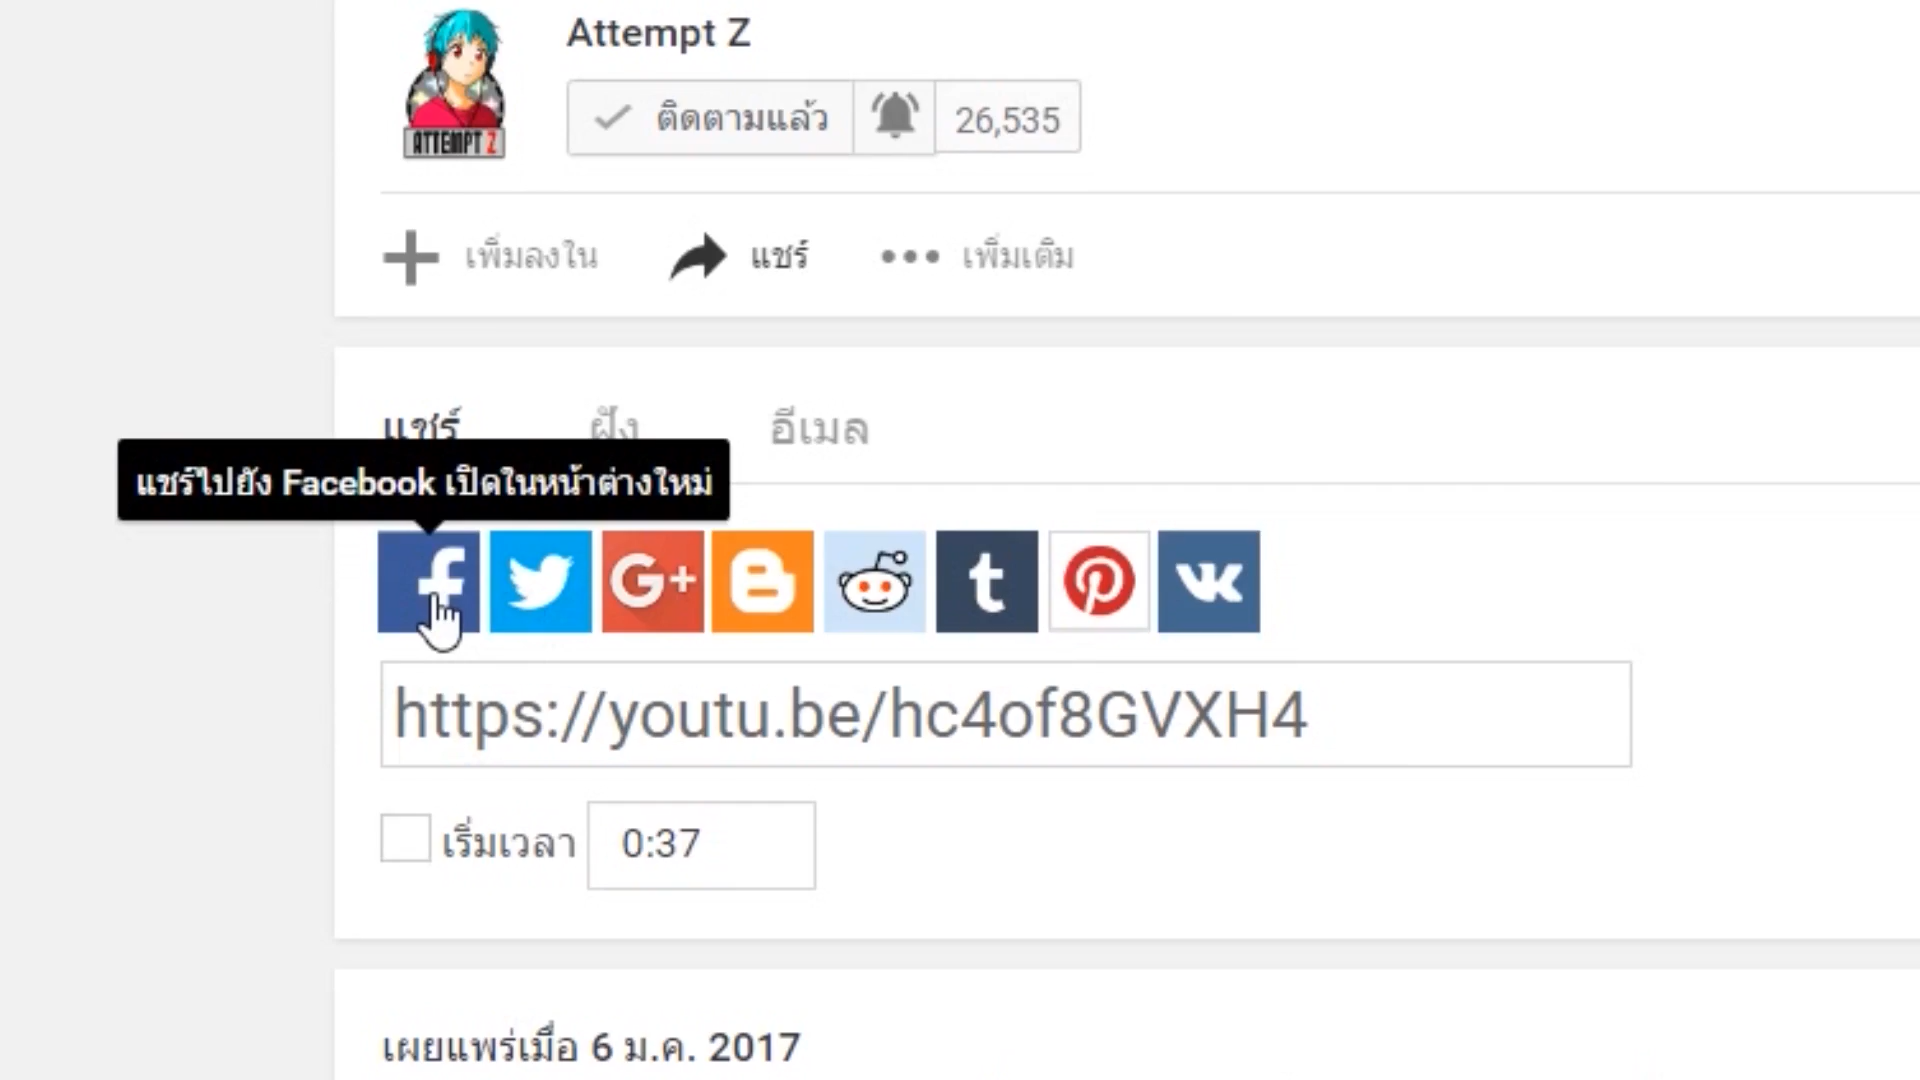 Attempt Z
ATTEMPT Z
ติดตามแล้ว 26,535
เพิ่มลงใน แชร์ เพิ่มเติม
แชร์ ฝัง อีเมล
แชร์ไปยัง Facebook เปิดในหน้าต่างใหม่
f G+ B t P VK
https://youtu.be/hc4of8GVXH4
เริ่มเวลา 0:37
เผยแพร่เมื่อ 6 ม.ค. 2017